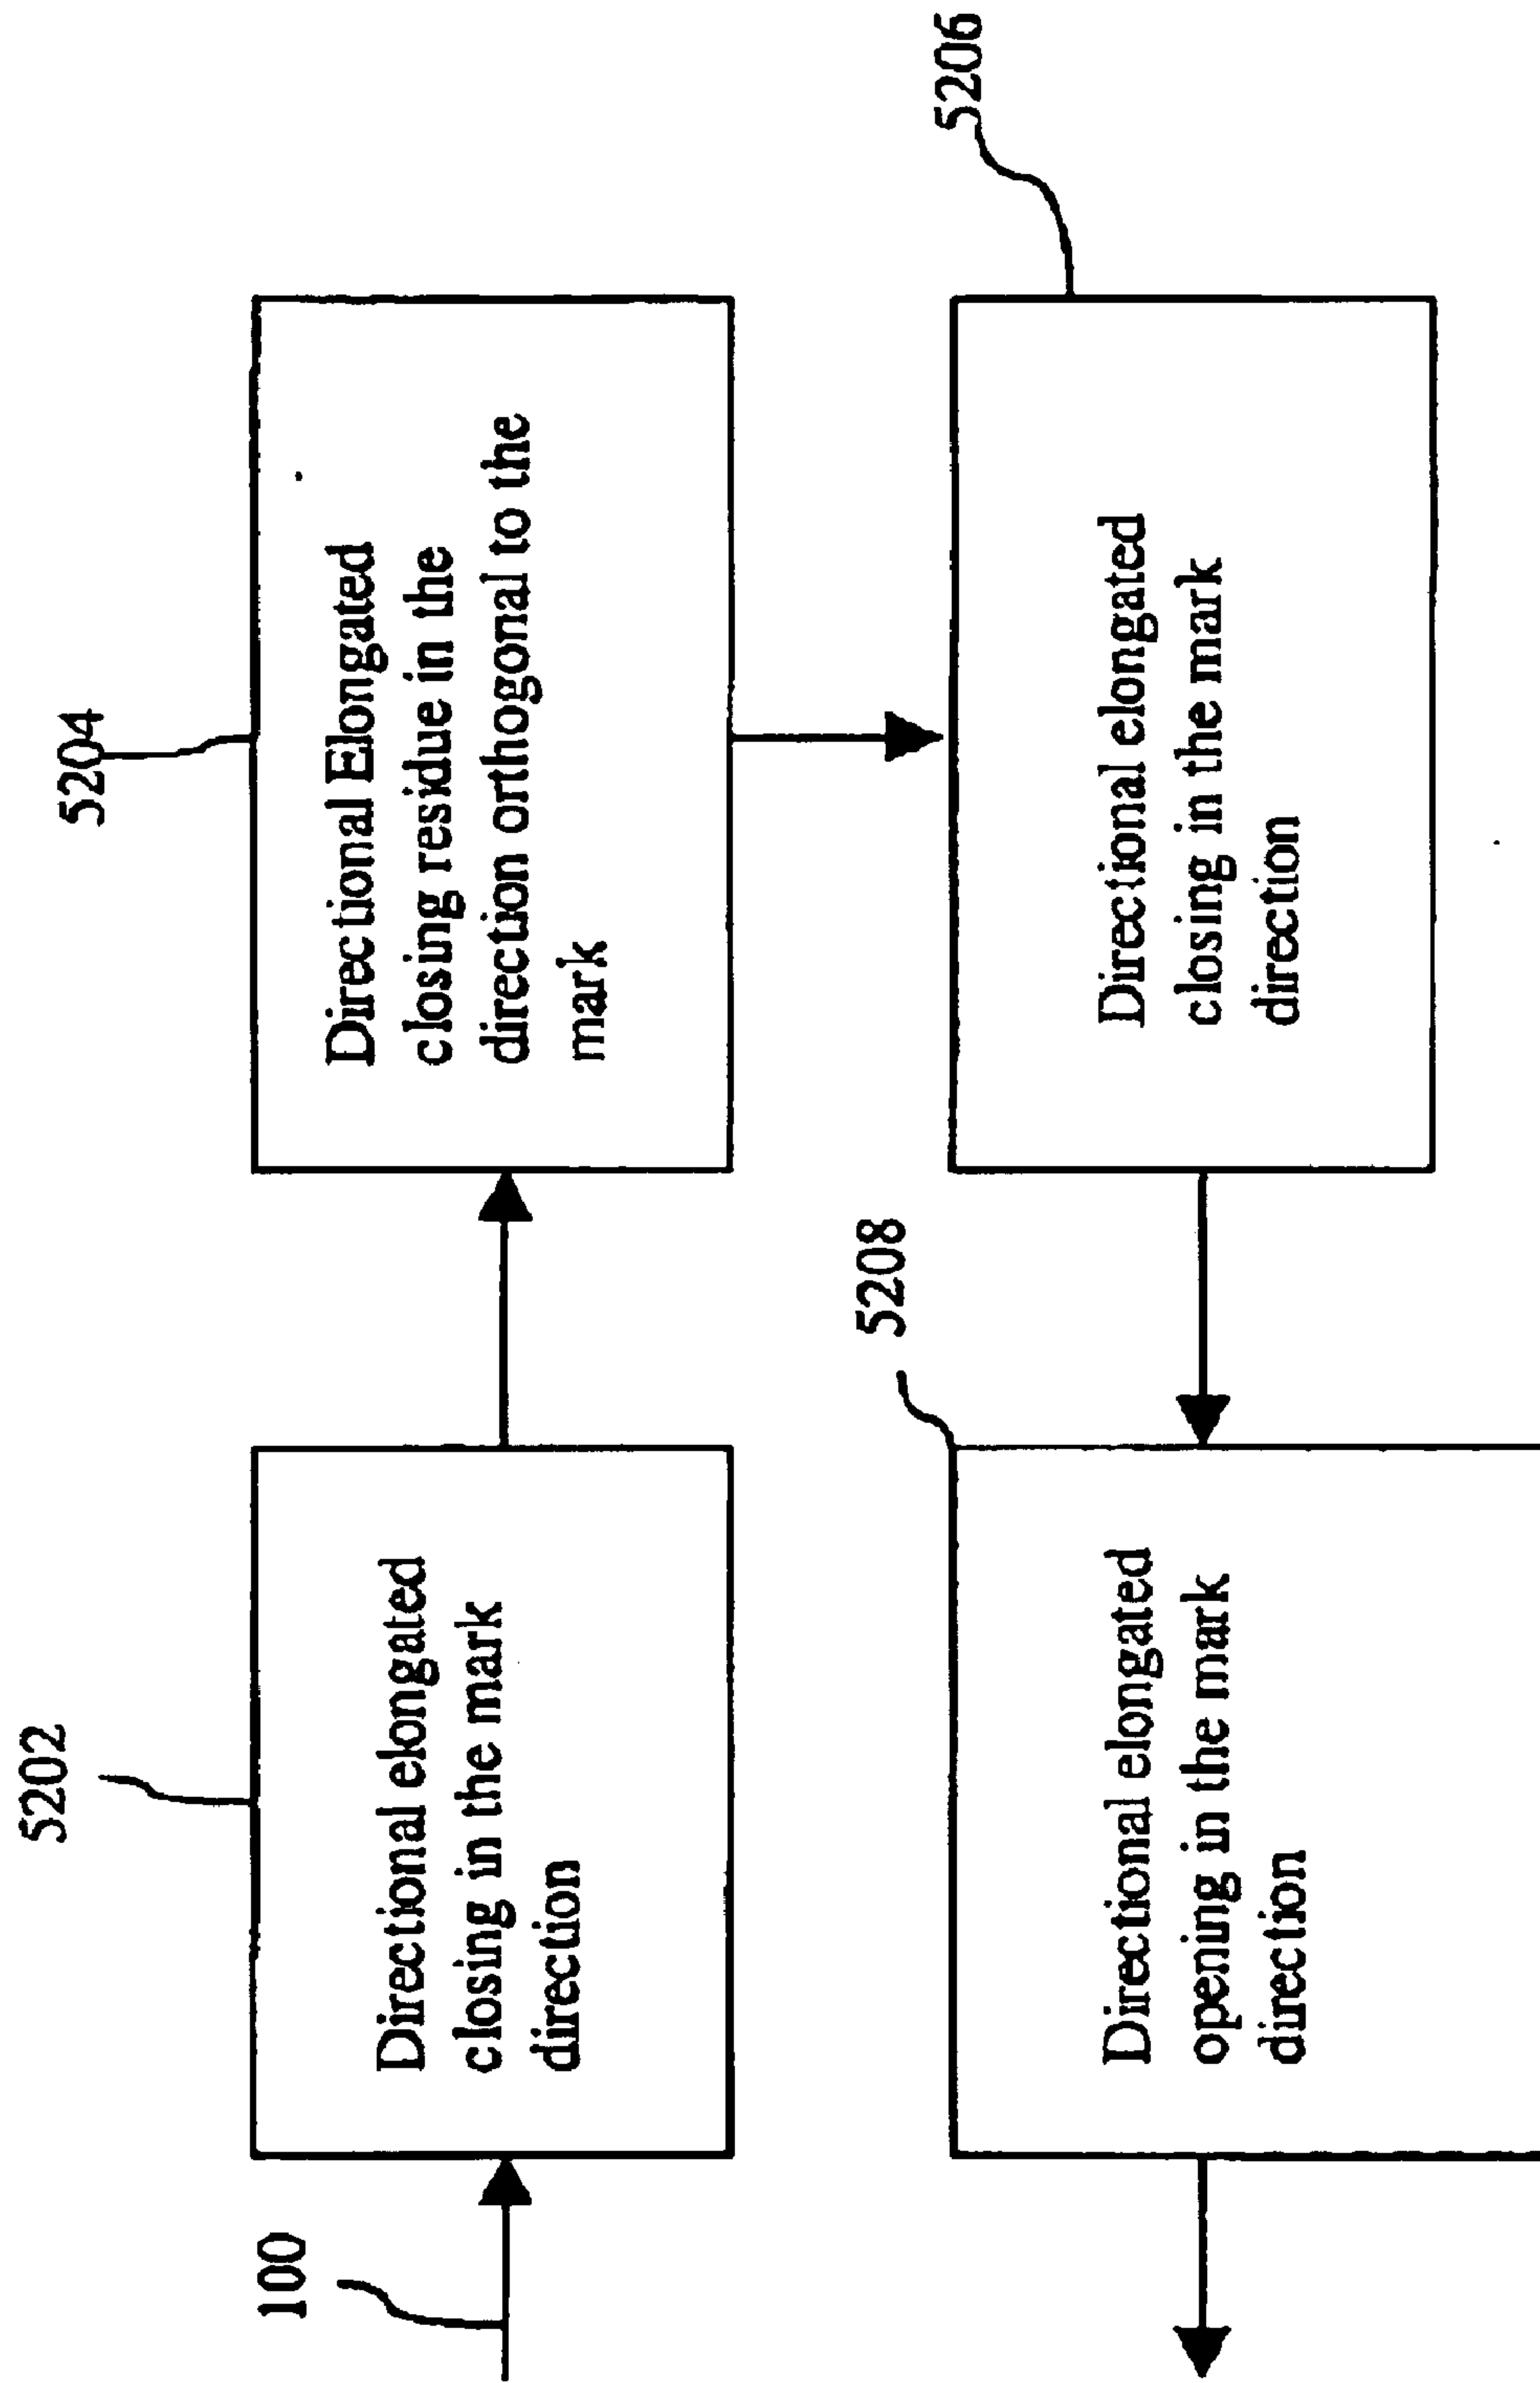 5202
5204
100
Directional elongated
closing in the mark
direction
Directional Elongated
closing residue in the
direction orthogonal to the
mark
5208
5206
Directional elongated
opening in the mark
direction
Directional elongated
closing in the mark
direction